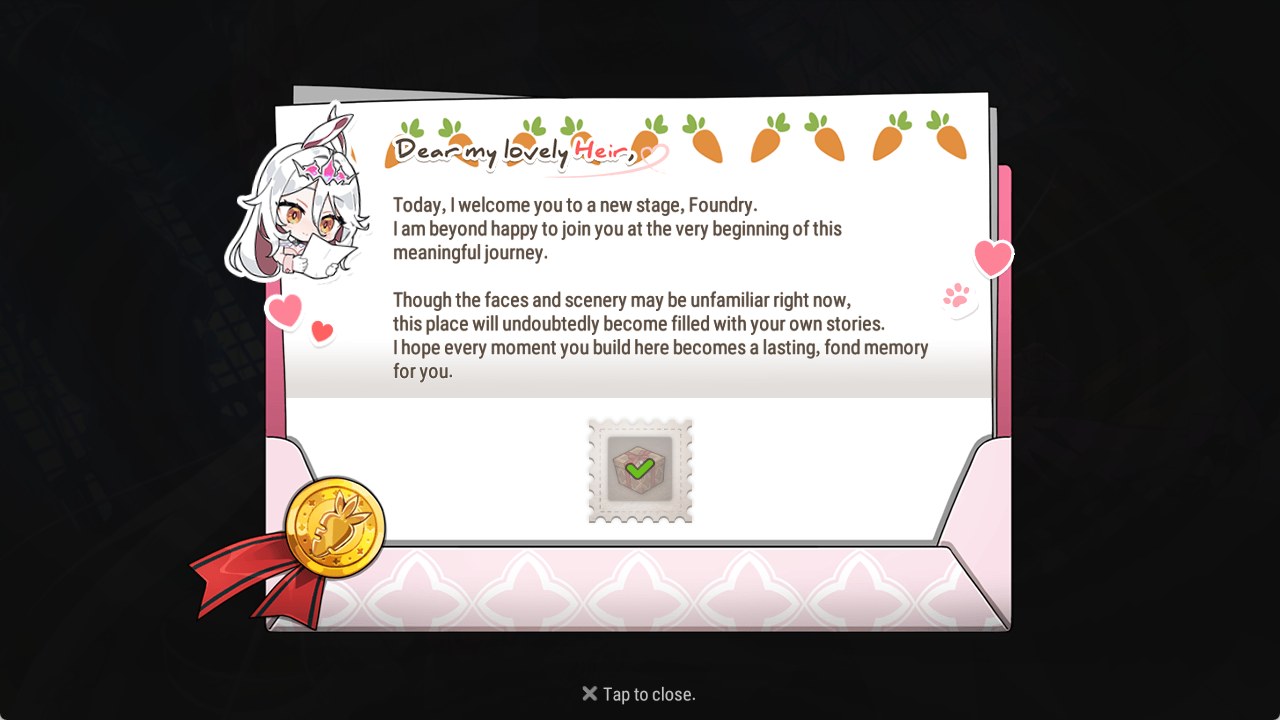 Dear my lovely Heir,
Today, I welcome you to a new stage, Foundry.
I am beyond happy to join you at the very beginning of this
meaningful journey.
Though the faces and scenery may be unfamiliar right now,
this place will undoubtedly become filled with your own stories.
I hope every moment you build here becomes a lasting, fond memory
for you.
Tap to close.